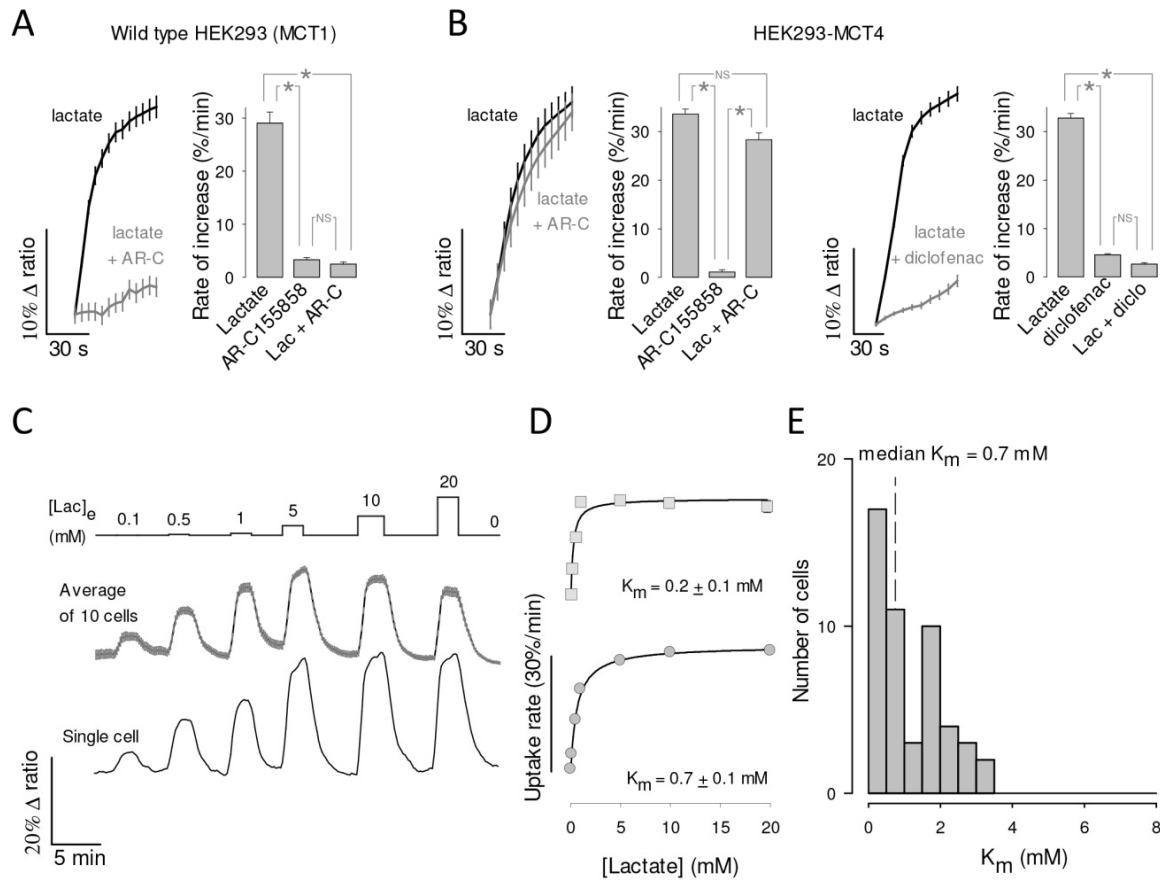 A
Wild type HEK293 (MCT1)
lactate
lactate
+ AR-C
10% Δ ratio
30 s
Rate of increase (%/min)
30
20
10
0
*
*
NS
Lactate
AR-C155858
Lac + AR-C
B
HEK293-MCT4
lactate
lactate
+ AR-C
10% Δ ratio
30 s
Rate of increase (%/min)
30
20
10
0
NS
*
*
Lactate
AR-C155858
Lac + AR-C
lactate
lactate
+ diclofenac
10% Δ ratio
30 s
Rate of increase (%/min)
30
20
10
0
*
*
NS
Lactate
diclofenac
Lac + diclo
C
[Lac]e
(mM)
0.1
0.5
1
5
10
20
0
Average
of 10 cells
Single cell
20% Δ ratio
5 min
D
Km = 0.2 ± 0.1 mM
Km = 0.7 ± 0.1 mM
Uptake rate (30%/min)
0 5 10 15 20
[Lactate] (mM)
E
median Km = 0.7 mM
Number of cells
20
10
0
0 2 4 6 8
Km (mM)